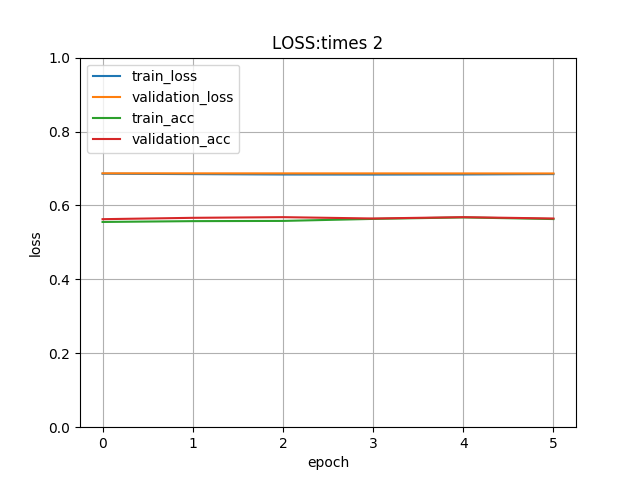 LOSS:times 2
1.0
0.8
0.6
0.4
0.2
0.0
loss
train_loss
validation_loss
train_acc
validation_acc
0 1 2 3 4 5
epoch